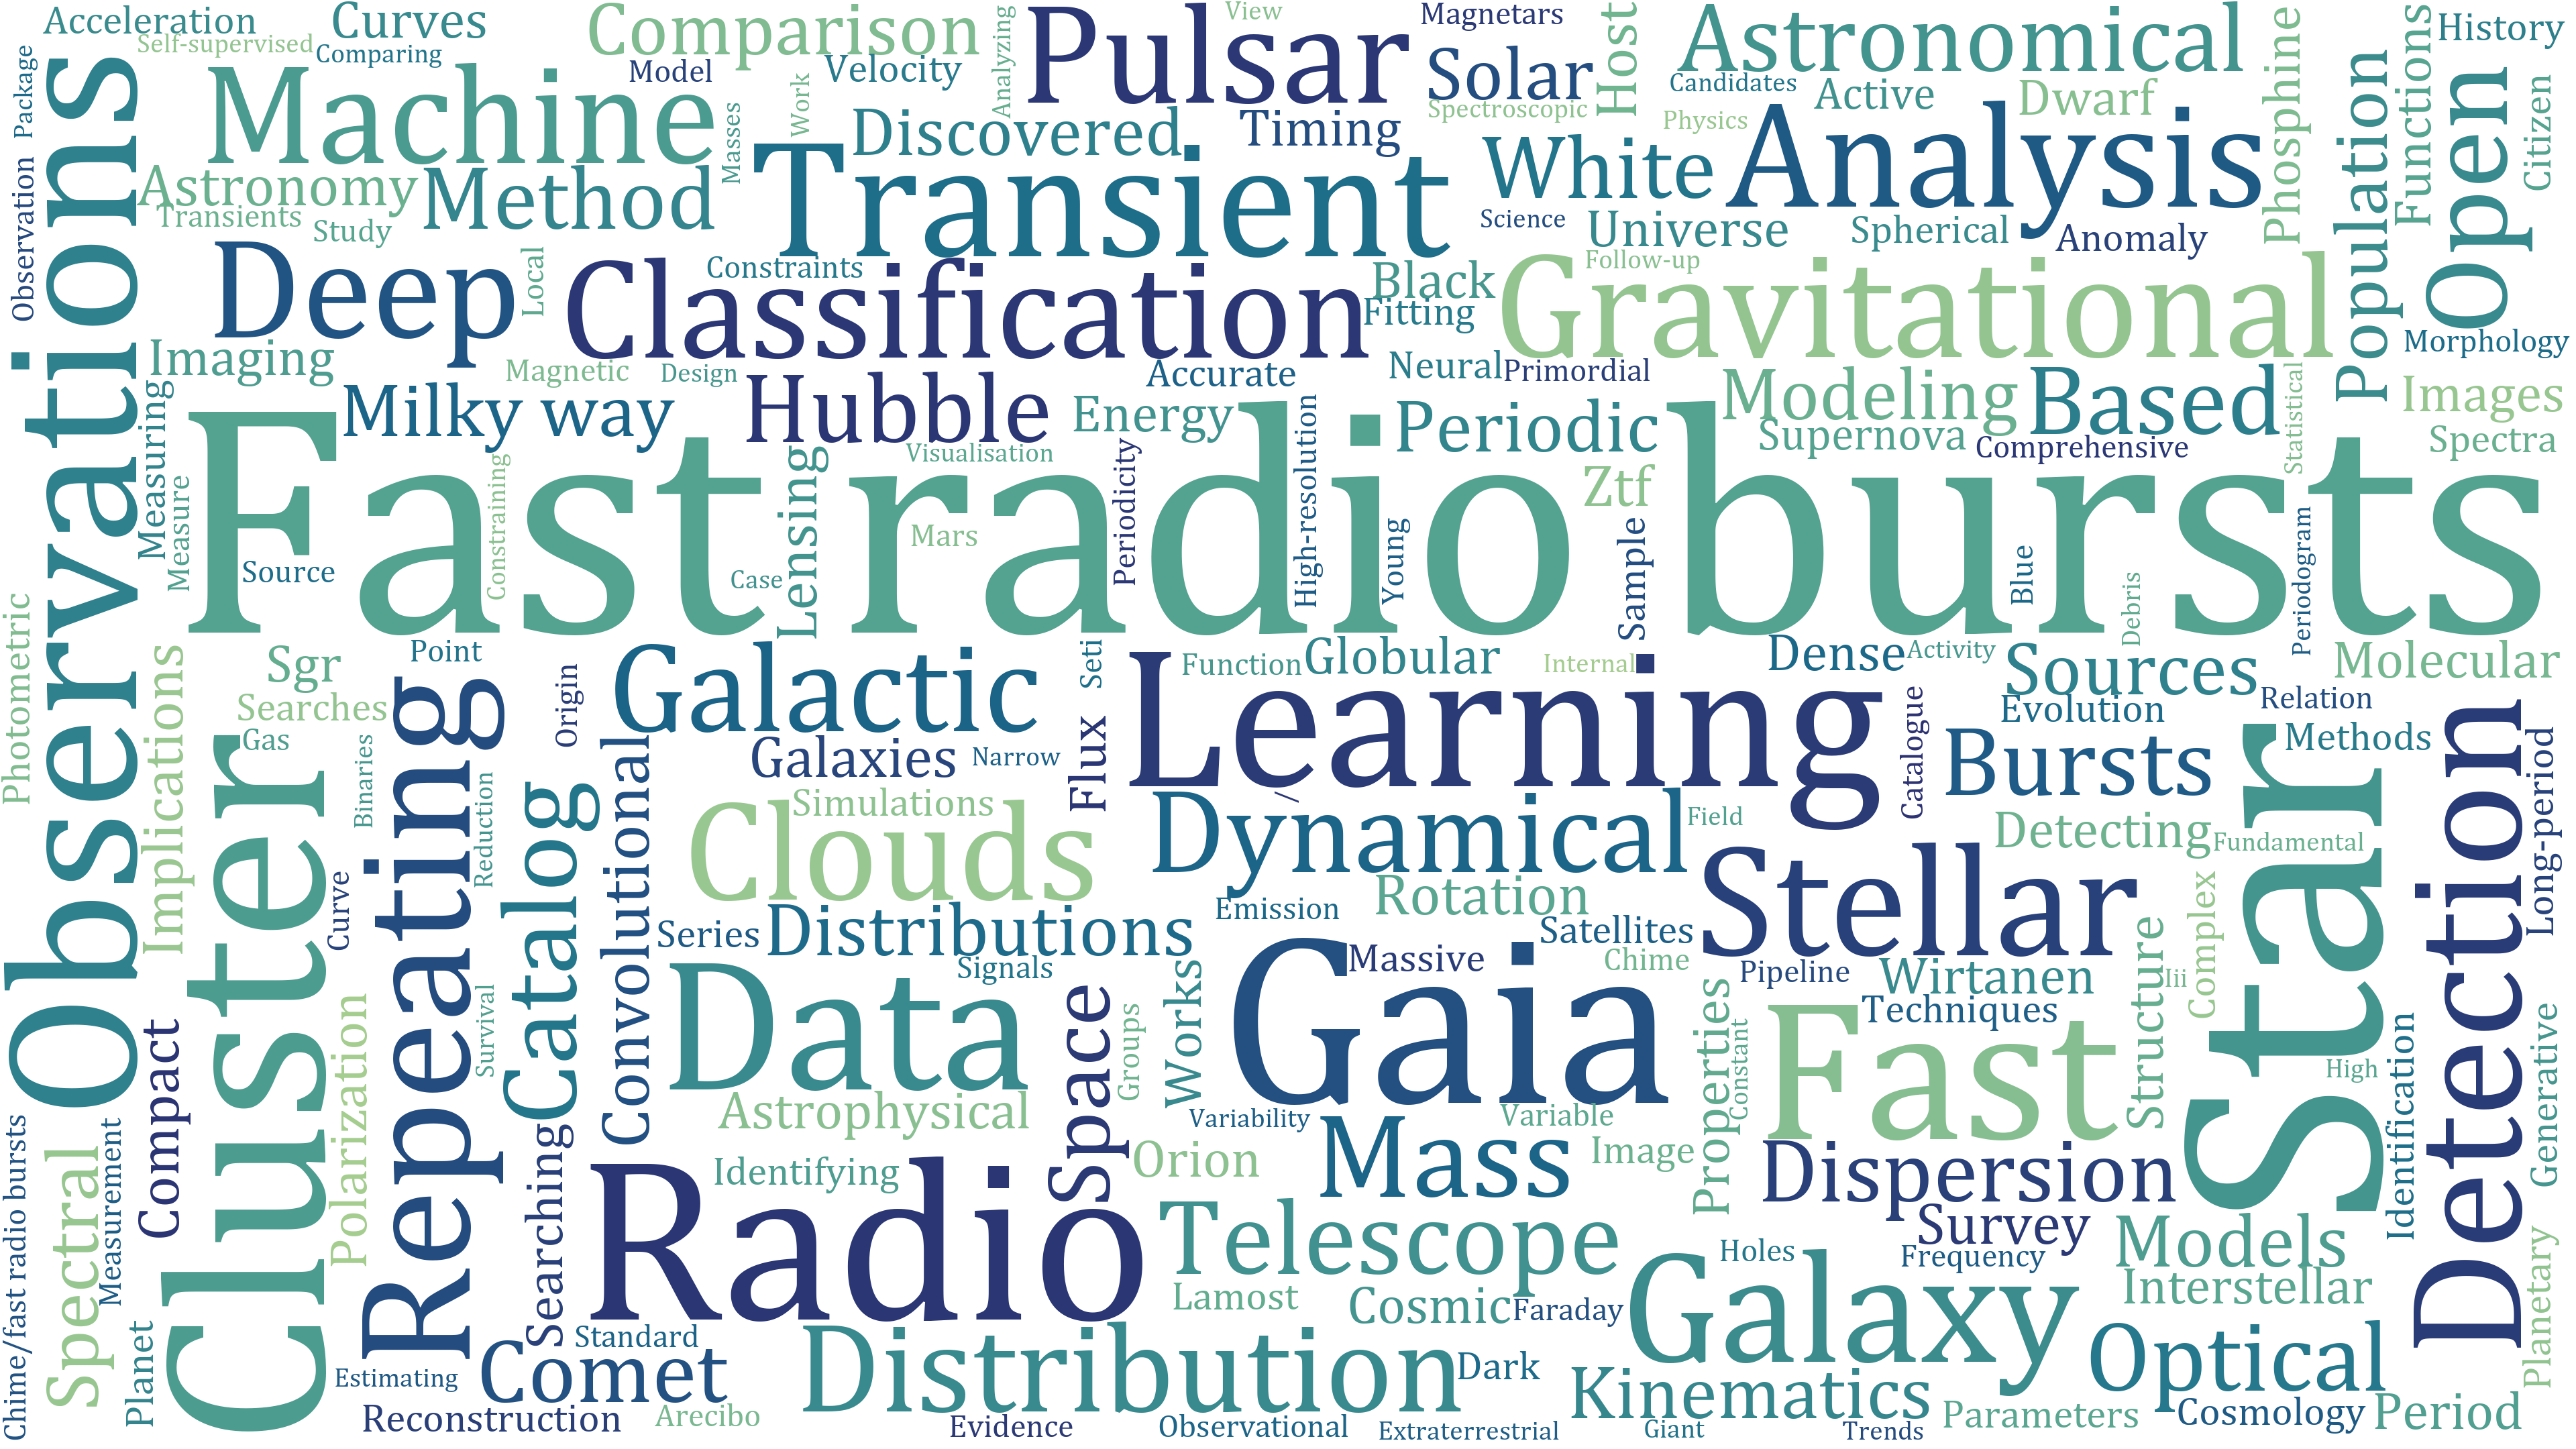 Acceleration
Curves
Comparison
Pulsar
View
Magnetars
Host
Astronomical
Phosphine
Functions
History
Self-supervised
Comparing
Model
Velocity
Analyzing
Solar
Candidates
Active
Dwarf
Population
Open
Citizen
Package
Observations
Machine
Masses
Work
Discovered
Timing
Spectroscopic
Physics
Analysis
Observation
Astronomy
Method
Transient
White
Transients
Study
Science
Universe
Spherical
Anomaly
Deep
Local
Constraints
Classification
Black
Follow-up
Gravitational
Fitting
Morphology
Imaging
Magnetic
Design
Accurate
Neural
Primordial
Modeling
Based
Statistical
Images
Measuring
Milky way
Hubble
Energy
Periodic
Supernova
Comprehensive
Spectra
Fast radio bursts
Visualisation
Periodicity
High-resolution
Ztf
Measure
Constraining
Lensing
Mars
Young
Sample
Blue
Debris
Periodogram
Source
Case
Photometric
Implications
Sgr
Point
Origin
Galactic
Seti
Function
Globular
Internal
Dense
Activity
Sources
Molecular
Searches
Gas
Binaries
Repeating
Learning
Catalogue
Evolution
Relation
Cluster
Reduction
Convolutional
Galaxies
Narrow
Flux
Bursts
Methods
Star
Detection
Long-period
Catalog
Clouds
Simulations
Dynamical
/
Field
Detecting
Fundamental
Curve
Series
Distributions
Emission
Rotation
Stellar
Complex
Signals
Satellites
Massive
Chime
Pipeline
Wirtanen
Iii
Structure
Compact
Polarization
Survival
Data
Space
Groups
Works
Gaia
Properties
Constant
Fast
Techniques
High
Identification
Generative
Chime/fast radio bursts
Spectral
Measurement
Searching
Astrophysical
Variability
Variable
Identifying
Orion
Mass
Image
Dispersion
Radio
Telescope
Survey
Models
Planet
Lamost
Cosmic
Faraday
Holes
Frequency
Interstellar
Planetary
Standard
Comet
Distribution
Dark
Galaxy
Optical
Estimating
Kinematics
Reconstruction
Arecibo
Evidence
Observational
Extraterrestrial
Giant
Trends
Parameters
Cosmology
Period